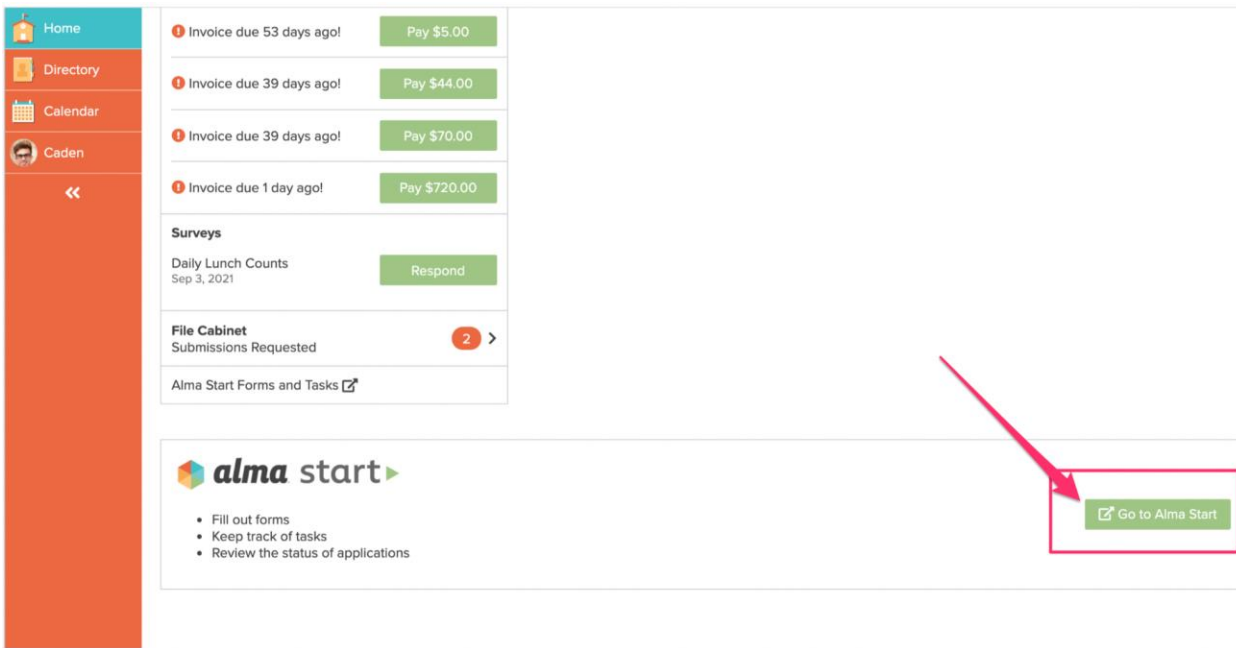 Home
Directory
Calendar
Caden
Invoice due 53 days ago!
Pay $5.00
Invoice due 39 days ago!
Pay $44.00
Invoice due 39 days ago!
Pay $70.00
Invoice due 1 day ago!
Pay $720.00
Surveys
Daily Lunch Counts
Sep 3, 2021
Respond
File Cabinet
Submissions Requested
2
Alma Start Forms and Tasks
alma start
• Fill out forms
• Keep track of tasks
• Review the status of applications
Go to Alma Start